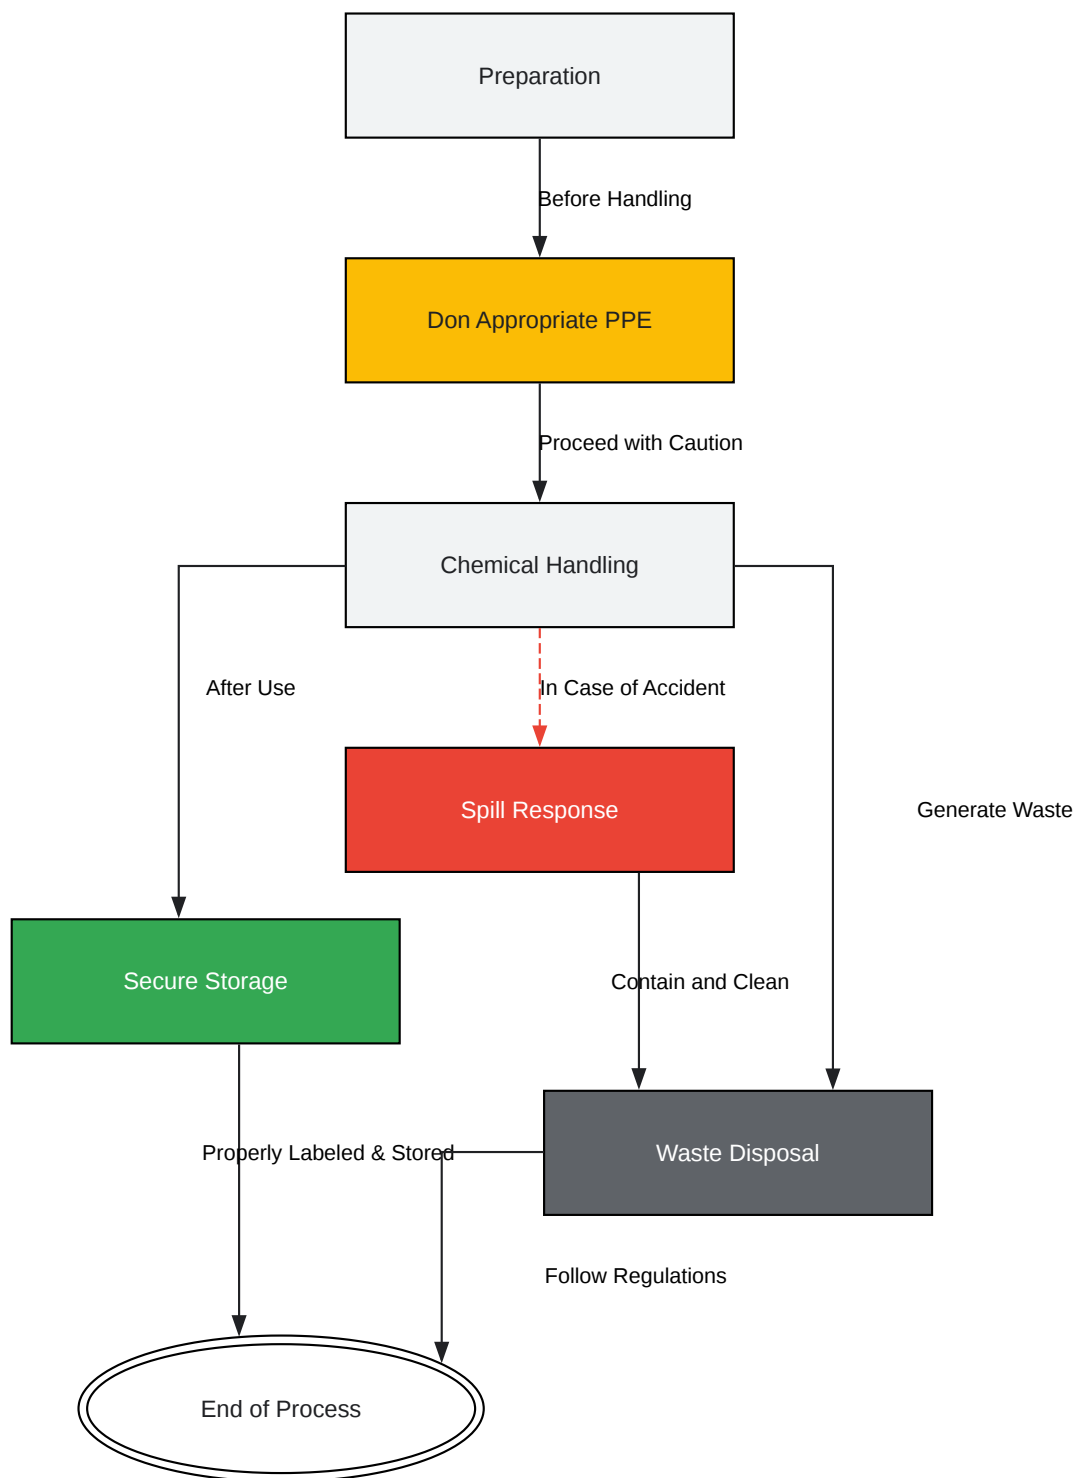 Preparation
Before Handling
Don Appropriate PPE
Proceed with Caution
Chemical Handling
After Use
In Case of Accident
Spill Response
Generate Waste
Secure Storage
Contain and Clean
Properly Labeled & Stored
Waste Disposal
Follow Regulations
End of Process